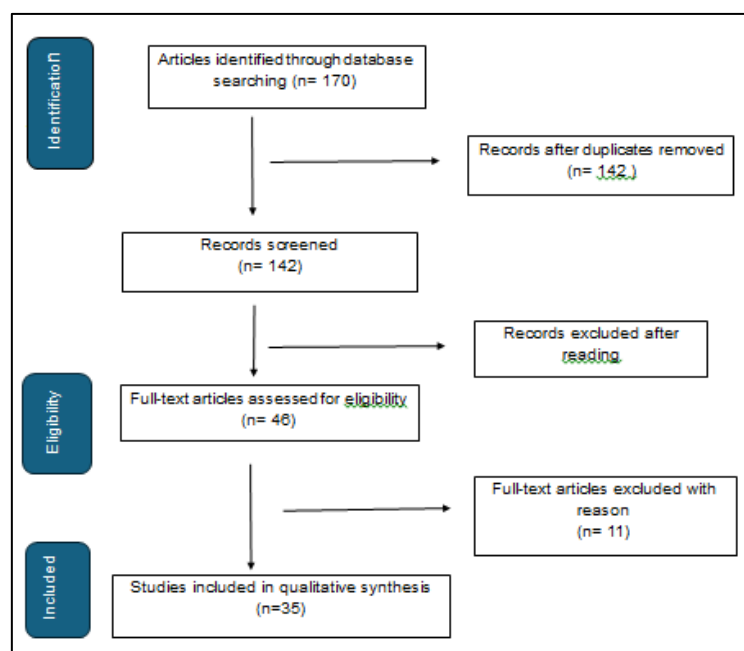 Identification
Articles identified through database
searching (n= 170)
Records after duplicates removed
(n= 142.)
Records screened
(n= 142)
Records excluded after
reading.
Eligibility
Full-text articles assessed for eligibility
(n= 46)
Full-text articles excluded with
reason
(n= 11)
Included
Studies included in qualitative synthesis
(n=35)